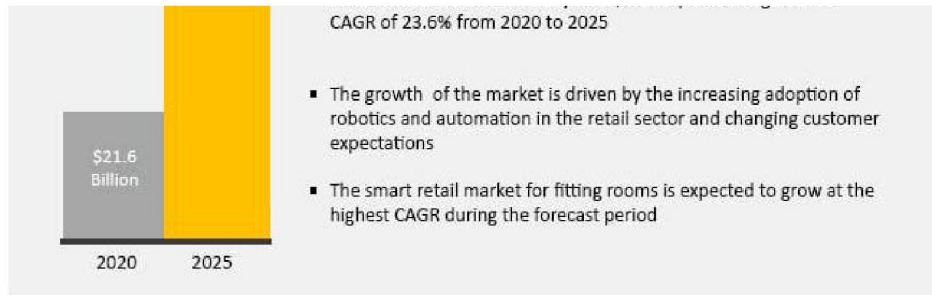 CAGR of 23.6% from 2020 to 2025
▪ The growth  of the market is driven by the increasing adoption of
robotics and automation in the retail sector and changing customer
expectations
$21.6
Billion
▪ The smart retail market for fitting rooms is expected to grow at the
highest CAGR during the forecast period
2020
2025